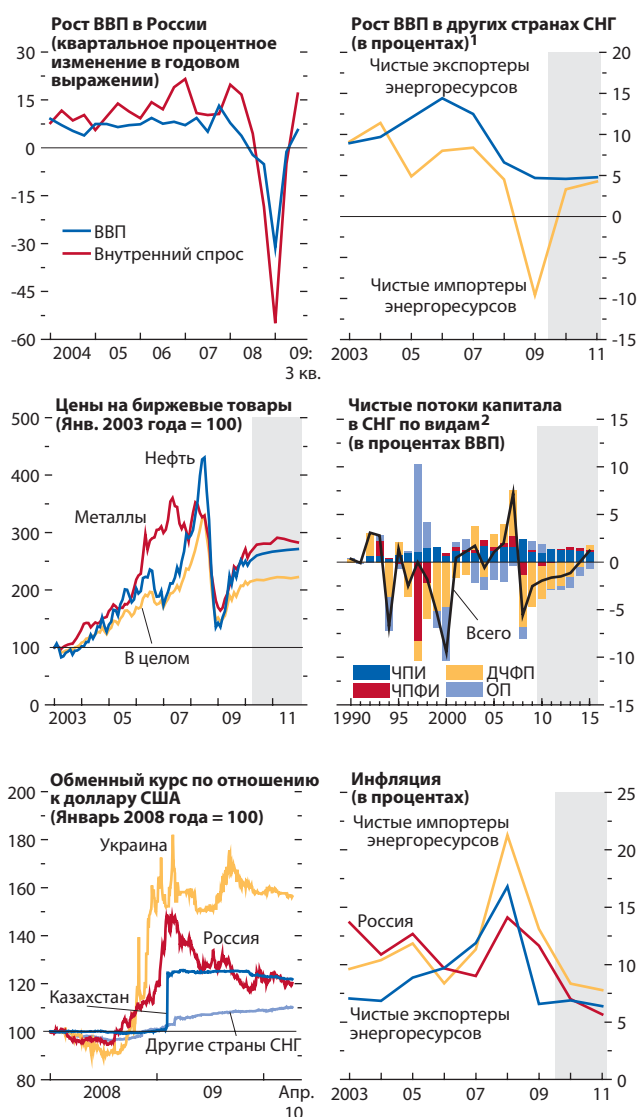 Рост ВВП в России
(квартальное процентное
изменение в годовом
выражении)
30
15
0
-15
-30
-45
-60
ВВП
Внутренний спрос
2004 05 06 07 08 09:
3 кв.
Рост ВВП в других странах СНГ
(в процентах)1
20
15
10
5
0
-5
-10
-15
Чистые экспортеры
энергоресурсов
Чистые импортеры
энергоресурсов
2003 05 07 09 11
Цены на биржевые товары
(Янв. 2003 года = 100)
500
400
300
200
100
0
Нефть
Металлы
В целом
2003 05 07 09 11
Чистые потоки капитала
в СНГ по видам2
(в процентах ВВП)
15
10
5
0
-5
-10
-15
Всего
ЧПИ ДЧФП
ЧПФИ ОП
1990 95 2000 05 10 15
Обменный курс по отношению
к доллару США
(Январь 2008 года = 100)
200
180
160
140
120
100
80
Украина
Россия
Казахстан
Другие страны СНГ
2008 09 Апр.
10
Инфляция
(в процентах)
25
20
15
10
5
0
Чистые импортеры
энергоресурсов
Россия
Чистые экспортеры
энергоресурсов
2003 05 07 09 11